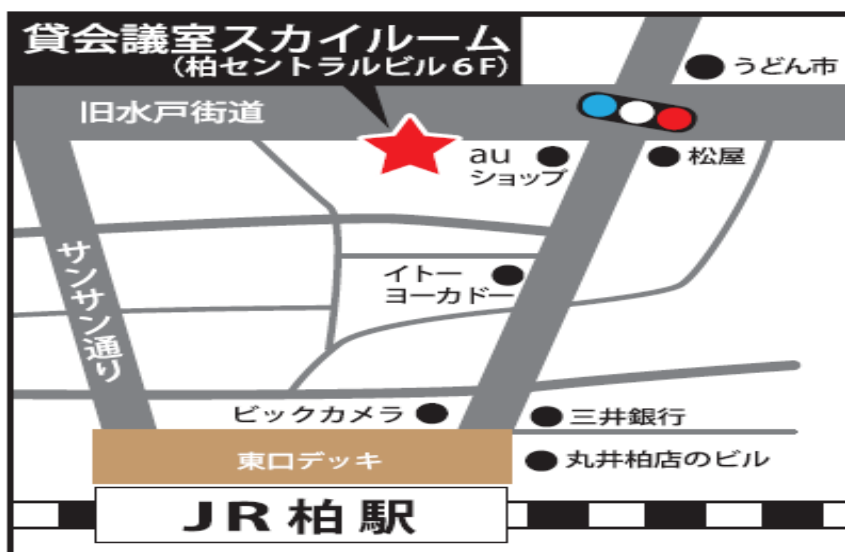 貸会議室スカイルーム
(柏セントラルビル6F)
うどん市
旧水戸街道
au
ショップ
松屋
サンサン通り
イトー
ヨーカドー
ビックカメラ
三井銀行
東口デッキ
丸井柏店のビル
JR柏駅